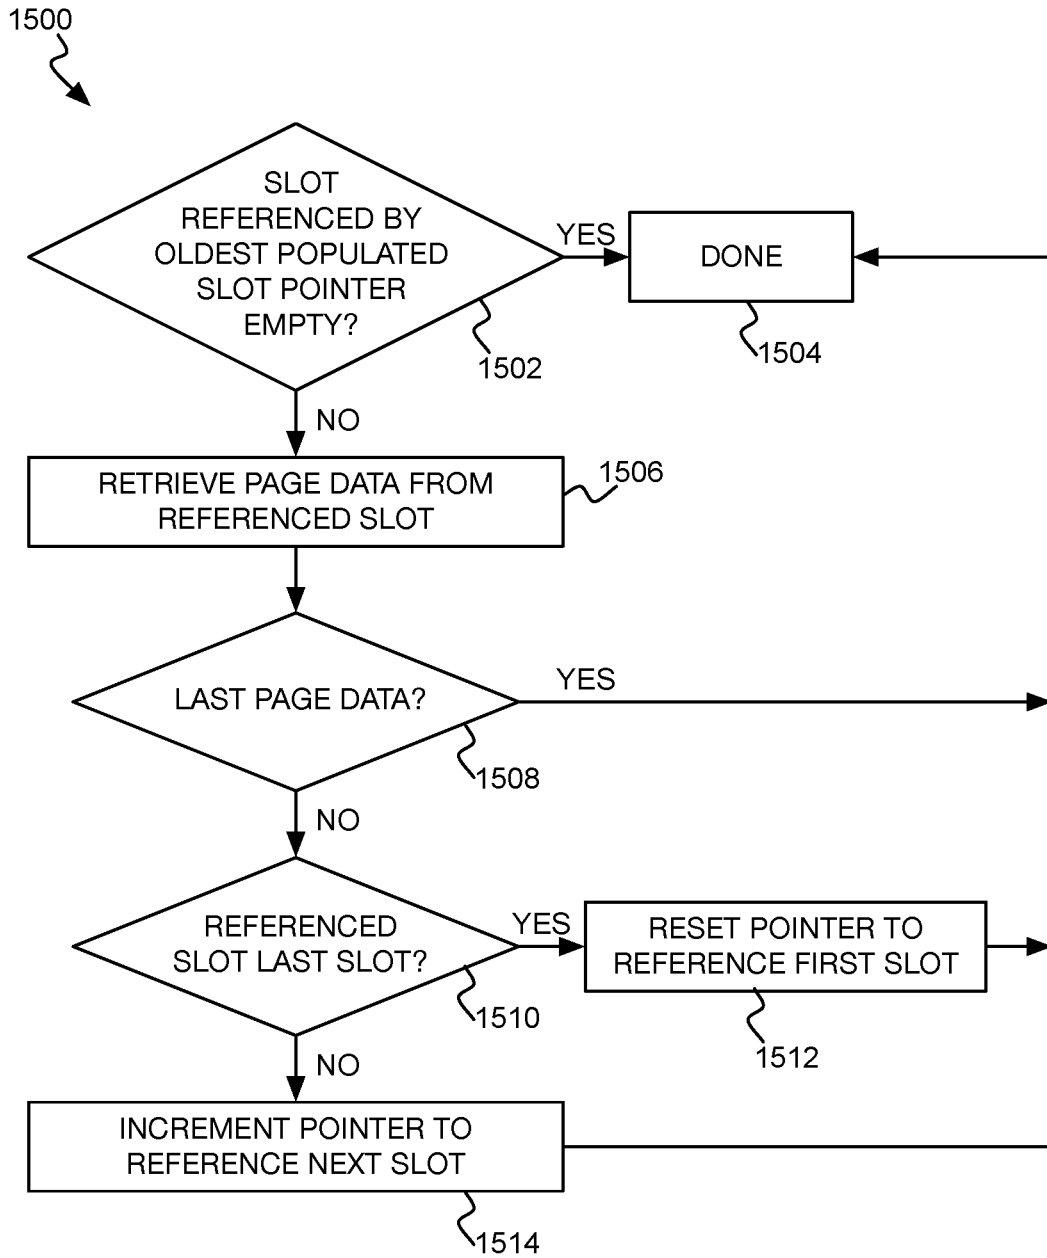 1500
SLOT
REFERENCED BY
OLDEST POPULATED
SLOT POINTER
EMPTY?
YES
DONE
1502
1504
NO
RETRIEVE PAGE DATA FROM
REFERENCED SLOT
1506
LAST PAGE DATA?
YES
1508
NO
REFERENCED
SLOT LAST SLOT?
YES
RESET POINTER TO
REFERENCE FIRST SLOT
1510
1512
NO
INCREMENT POINTER TO
REFERENCE NEXT SLOT
1514